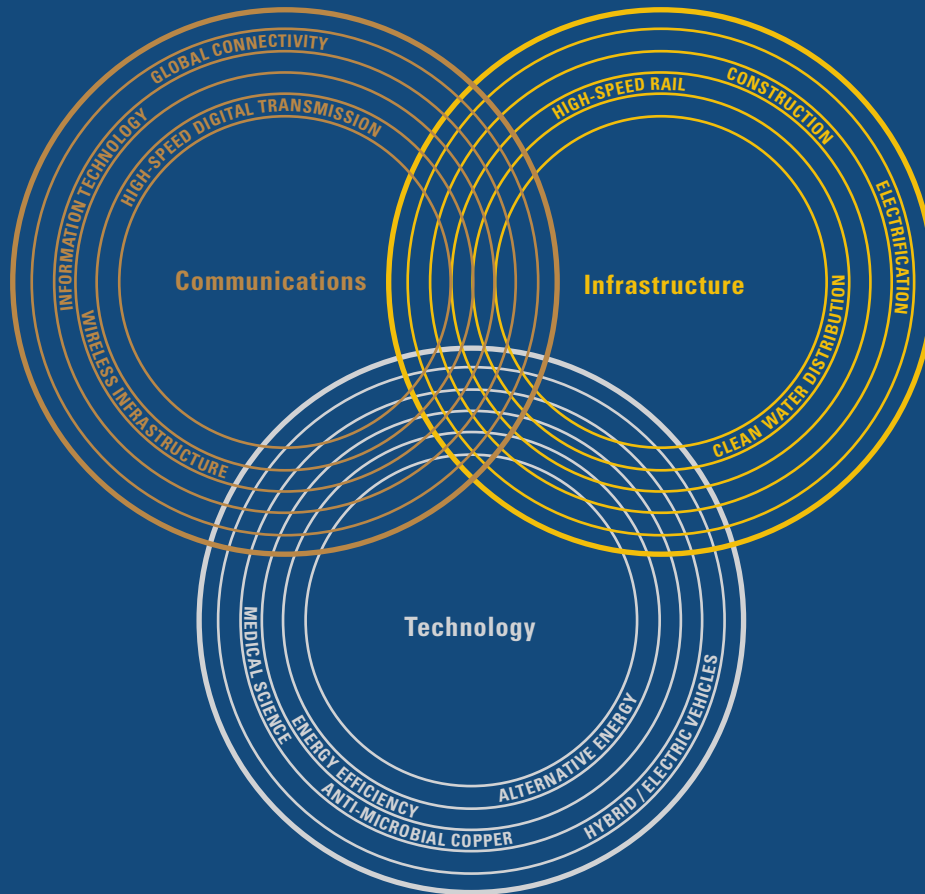 GLOBAL CONNECTIVITY
INFORMATION TECHNOLOGY
HIGH-SPEED DIGITAL TRANSMISSION
WIRELESS INFRASTRUCTURE
Communications
HIGH-SPEED RAIL
CONSTRUCTION
ELECTRIFICATION
CLEAN WATER DISTRIBUTION
Infrastructure
Technology
MEDICAL SCIENCE
ENERGY EFFICIENCY
ANTI-MICROBIAL COPPER
ALTERNATIVE ENERGY
HYBRID / ELECTRIC VEHICLES